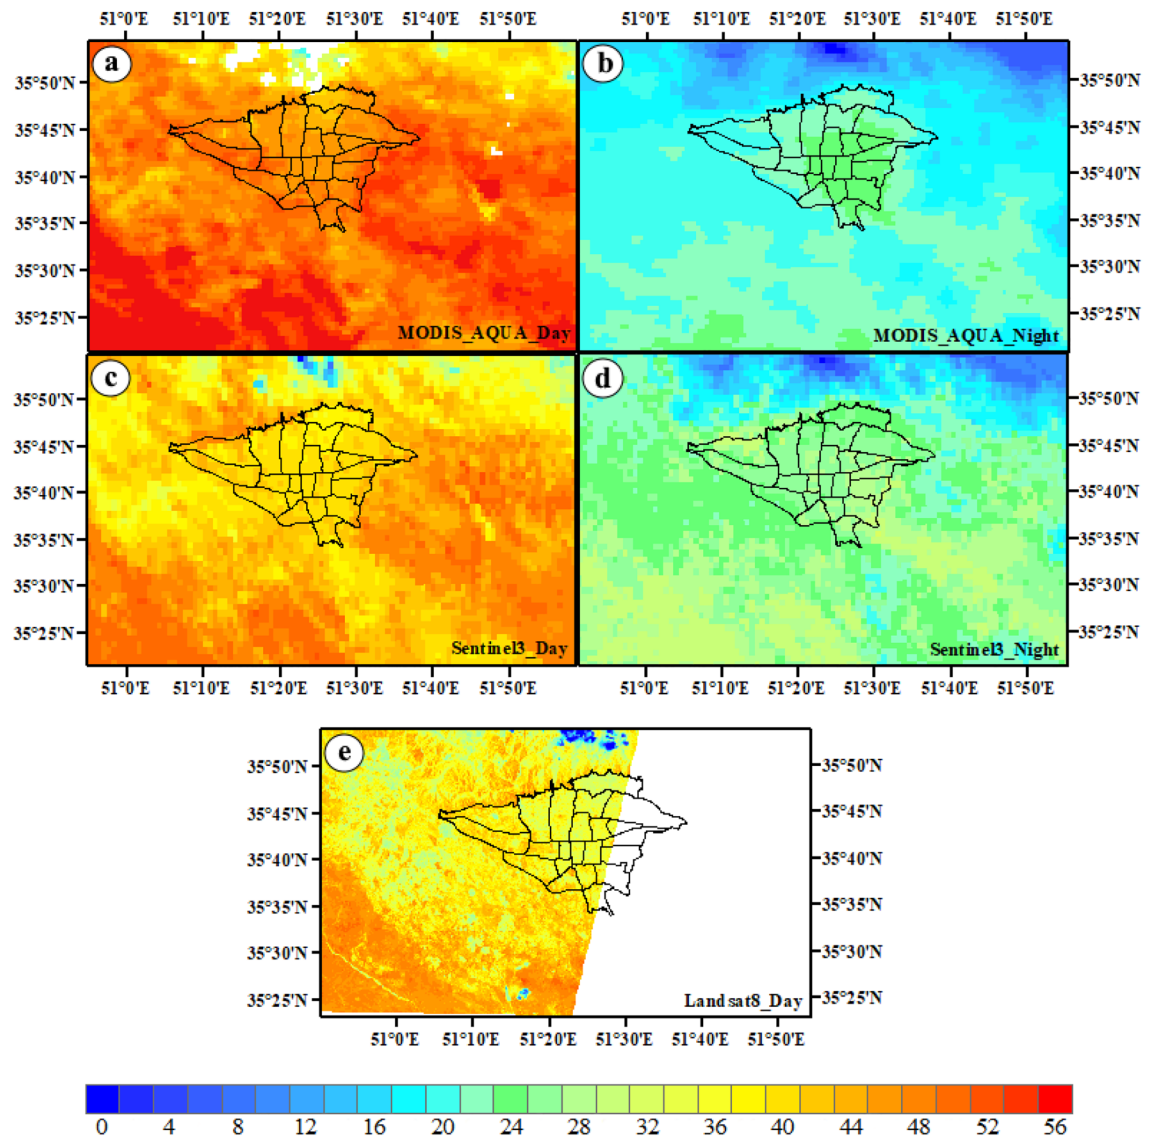 51°0'E 51°10'E 51°20'E 51°30'E 51°40'E 51°50'E 51°0'E 51°10'E 51°20'E 51°30'E 51°40'E 51°50'E
a b
35°50'N 35°50'N
35°45'N 35°45'N
35°40'N 35°40'N
35°35'N 35°35'N
35°30'N 35°30'N
35°25'N 35°25'N
MODIS_AQUA_Day MODIS_AQUA_Night
c d
35°50'N 35°50'N
35°45'N 35°45'N
35°40'N 35°40'N
35°35'N 35°35'N
35°30'N 35°30'N
35°25'N 35°25'N
Sentinel3_Day Sentinel3_Night
51°0'E 51°10'E 51°20'E 51°30'E 51°40'E 51°50'E 51°0'E 51°10'E 51°20'E 51°30'E 51°40'E 51°50'E
e
35°50'N 35°50'N
35°45'N 35°45'N
35°40'N 35°40'N
35°35'N 35°35'N
35°30'N 35°30'N
35°25'N 35°25'N
Landsat8_Day
51°0'E 51°10'E 51°20'E 51°30'E 51°40'E 51°50'E
0 4 8 12 16 20 24 28 32 36 40 44 48 52 56